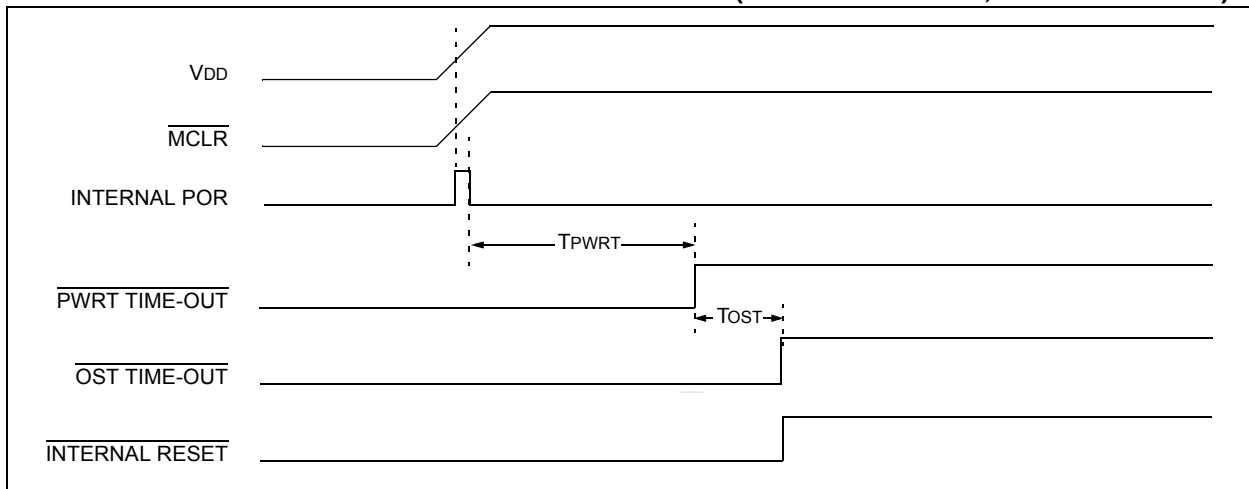 VDD
MCLR
INTERNAL POR
TPWRT
PWRT TIME-OUT
TOST
OST TIME-OUT
INTERNAL RESET